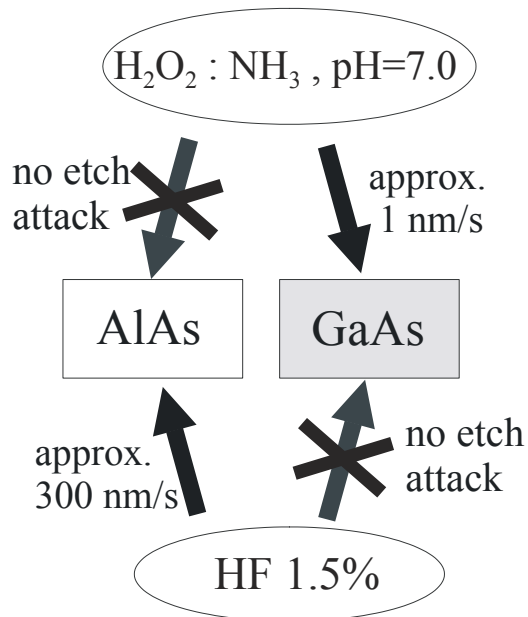 H₂O₂ : NH₃ , pH=7.0
no etch
attack
approx.
1 nm/s
AlAs
GaAs
approx.
300 nm/s
no etch
attack
HF 1.5%